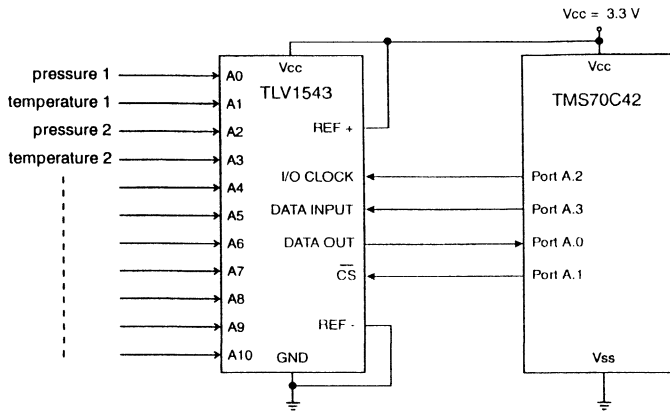 Vcc = 3.3 V
pressure 1
temperature 1
pressure 2
temperature 2
A0
A1
A2
A3
A4
A5
A6
A7
A8
A9
A10
Vcc
TLV1543
REF +
I/O CLOCK
DATA INPUT
DATA OUT
CS
REF -
GND
Vcc
TMS70C42
Port A.2
Port A.3
Port A.0
Port A.1
Vss